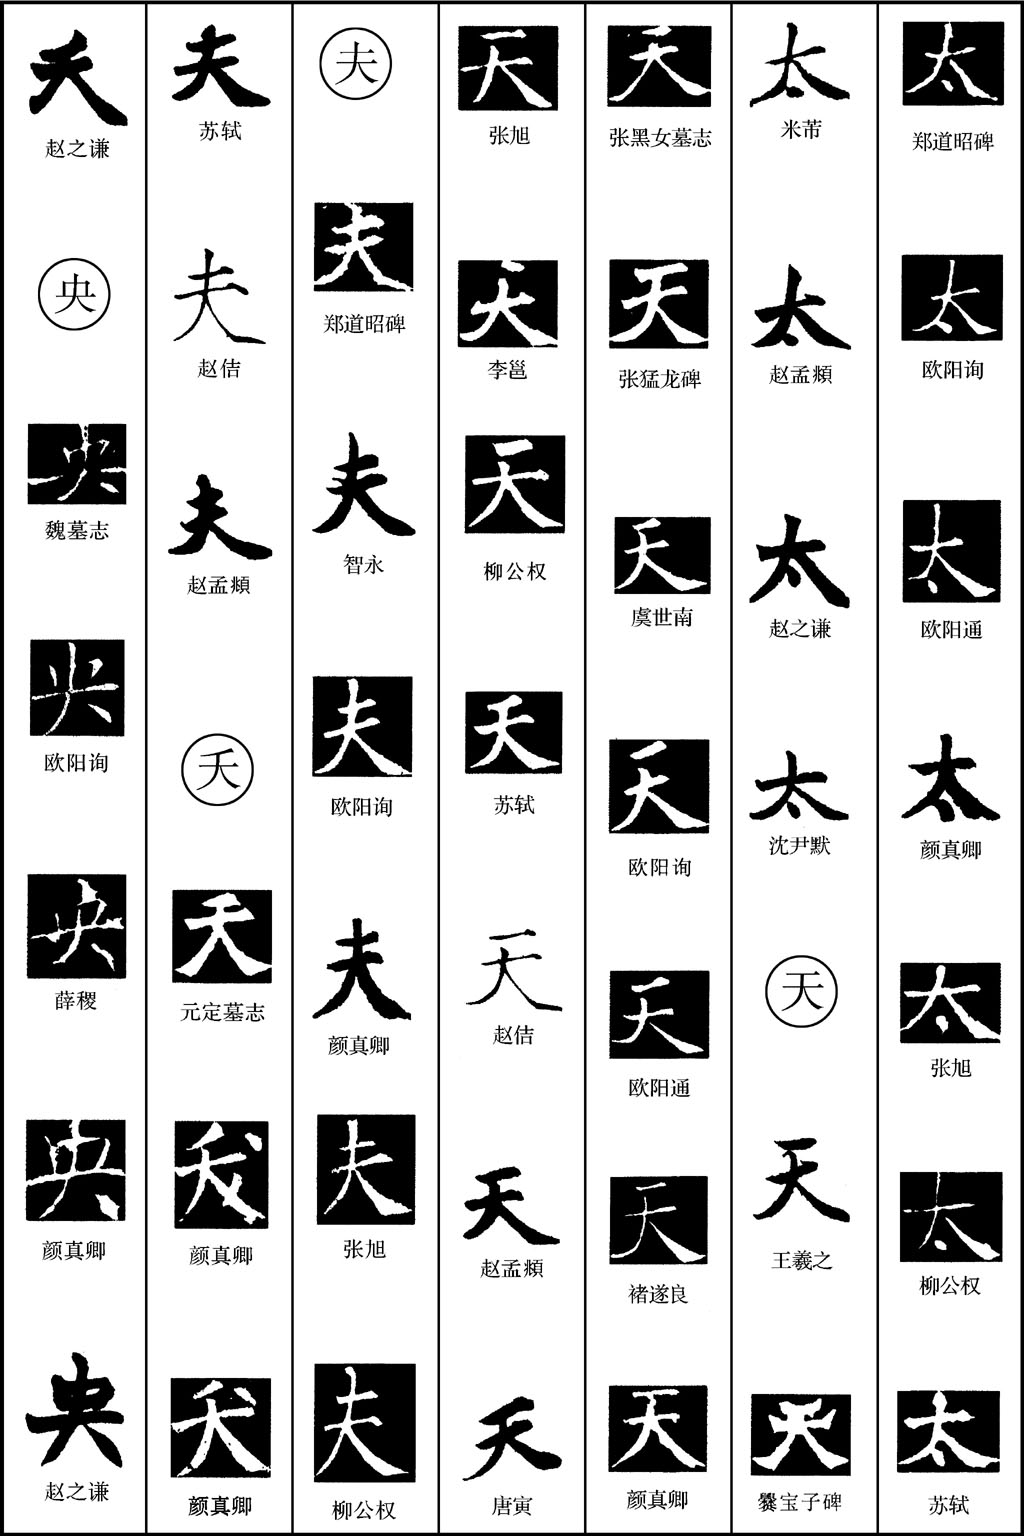 太
郑道昭碑
太
欧阳询
太
欧阳通
太
颜真卿
太
张旭
太
柳公权
太
苏轼
太
米芾
太
赵孟頫
太
赵之谦
太
沈尹默
天
天
王羲之
天
爨宝子碑
天
张黑女墓志
天
张猛龙碑
天
虞世南
天
欧阳询
天
欧阳通
天
褚遂良
天
颜真卿
天
张旭
天
李邕
天
柳公权
天
苏轼
天
赵佶
天
赵孟頫
天
唐寅
夫
夫
郑道昭碑
夫
智永
夫
欧阳询
夫
颜真卿
夫
张旭
夫
柳公权
夫
苏轼
夫
赵佶
夫
赵孟頫
夭
夭
元定墓志
夭
颜真卿
夭
颜真卿
夭
赵之谦
央
央
魏墓志
央
欧阳询
央
薛稷
央
颜真卿
央
赵之谦